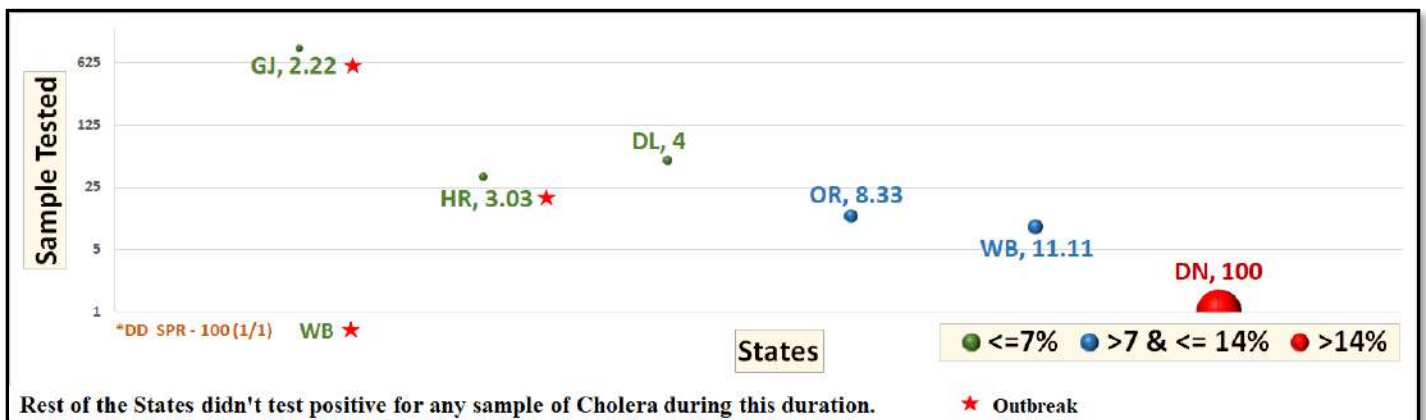 Sample Tested
625
125
25
5
1
GJ, 2.22 ★
HR, 3.03 ★
DL, 4
OR, 8.33
WB, 11.11
DN, 100
*DD SPR - 100 (1/1) WB ★
States
<=7% >7 & <= 14% >14%
Rest of the States didn't test positive for any sample of Cholera during this duration. ★ Outbreak